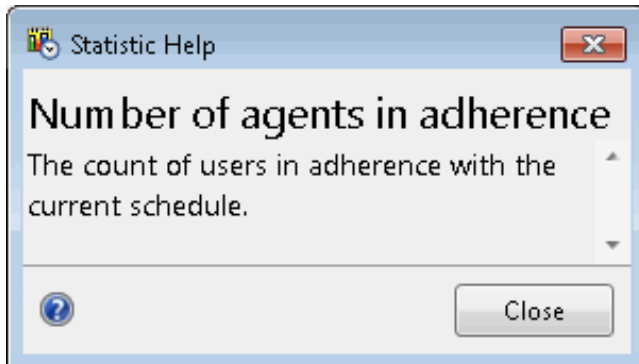 Statistic Help
Number of agents in adherence
The count of users in adherence with the
current schedule.
Close